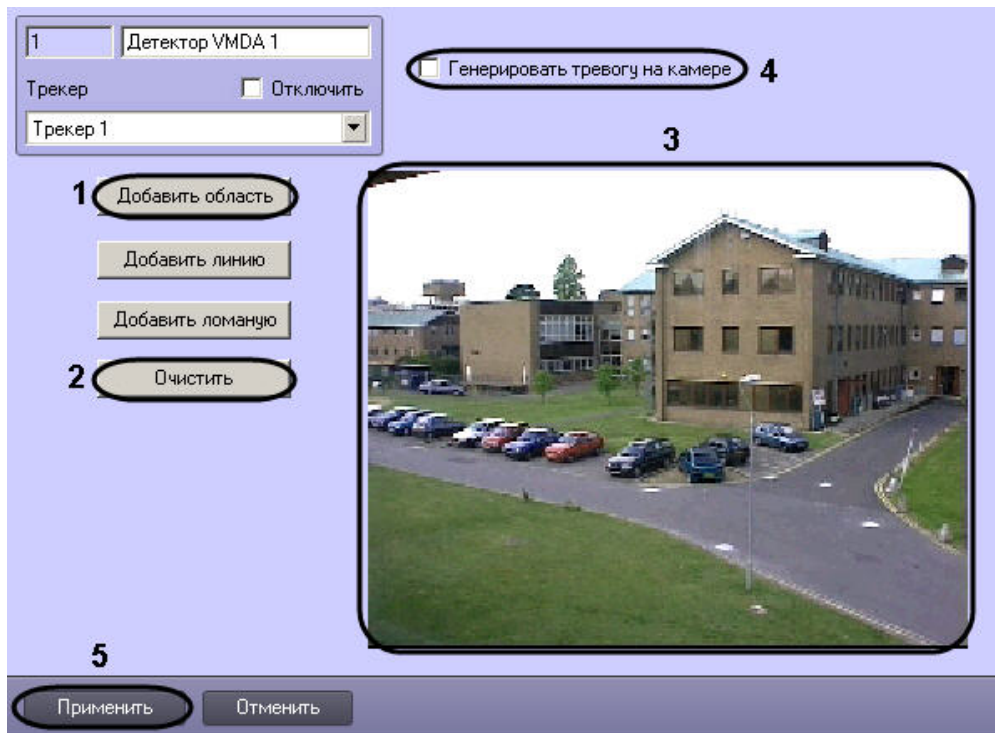 1 Детектор VMDA 1
Трекер Отключить
Трекер 1
Генерировать тревогу на камере 4
3
1 Добавить область
Добавить линию
Добавить ломаную
2 Очистить
5
Применить Отменить